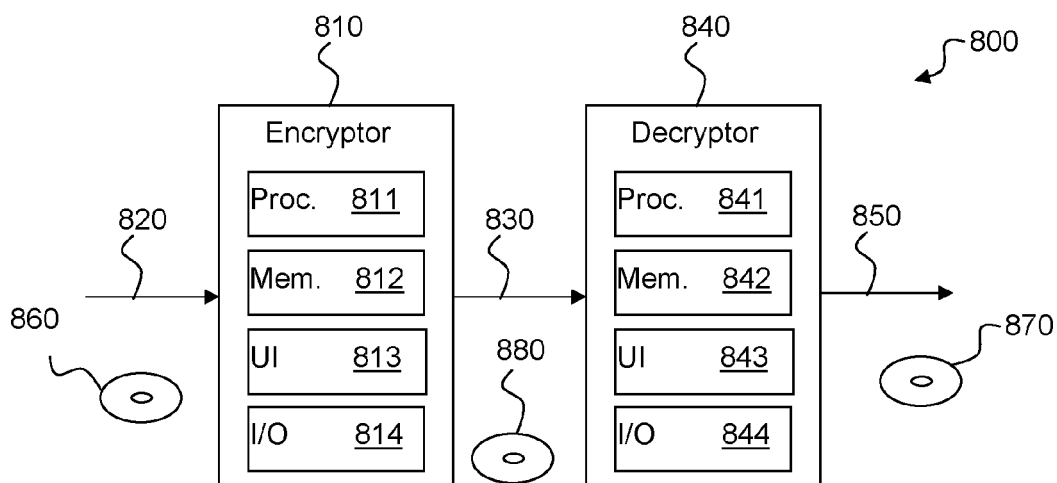 810
840
800
Encryptor
Decryptor
Proc. 811
Proc. 841
820
830
850
Mem. 812
Mem. 842
860
870
UI 813
880
UI 843
I/O 814
I/O 844